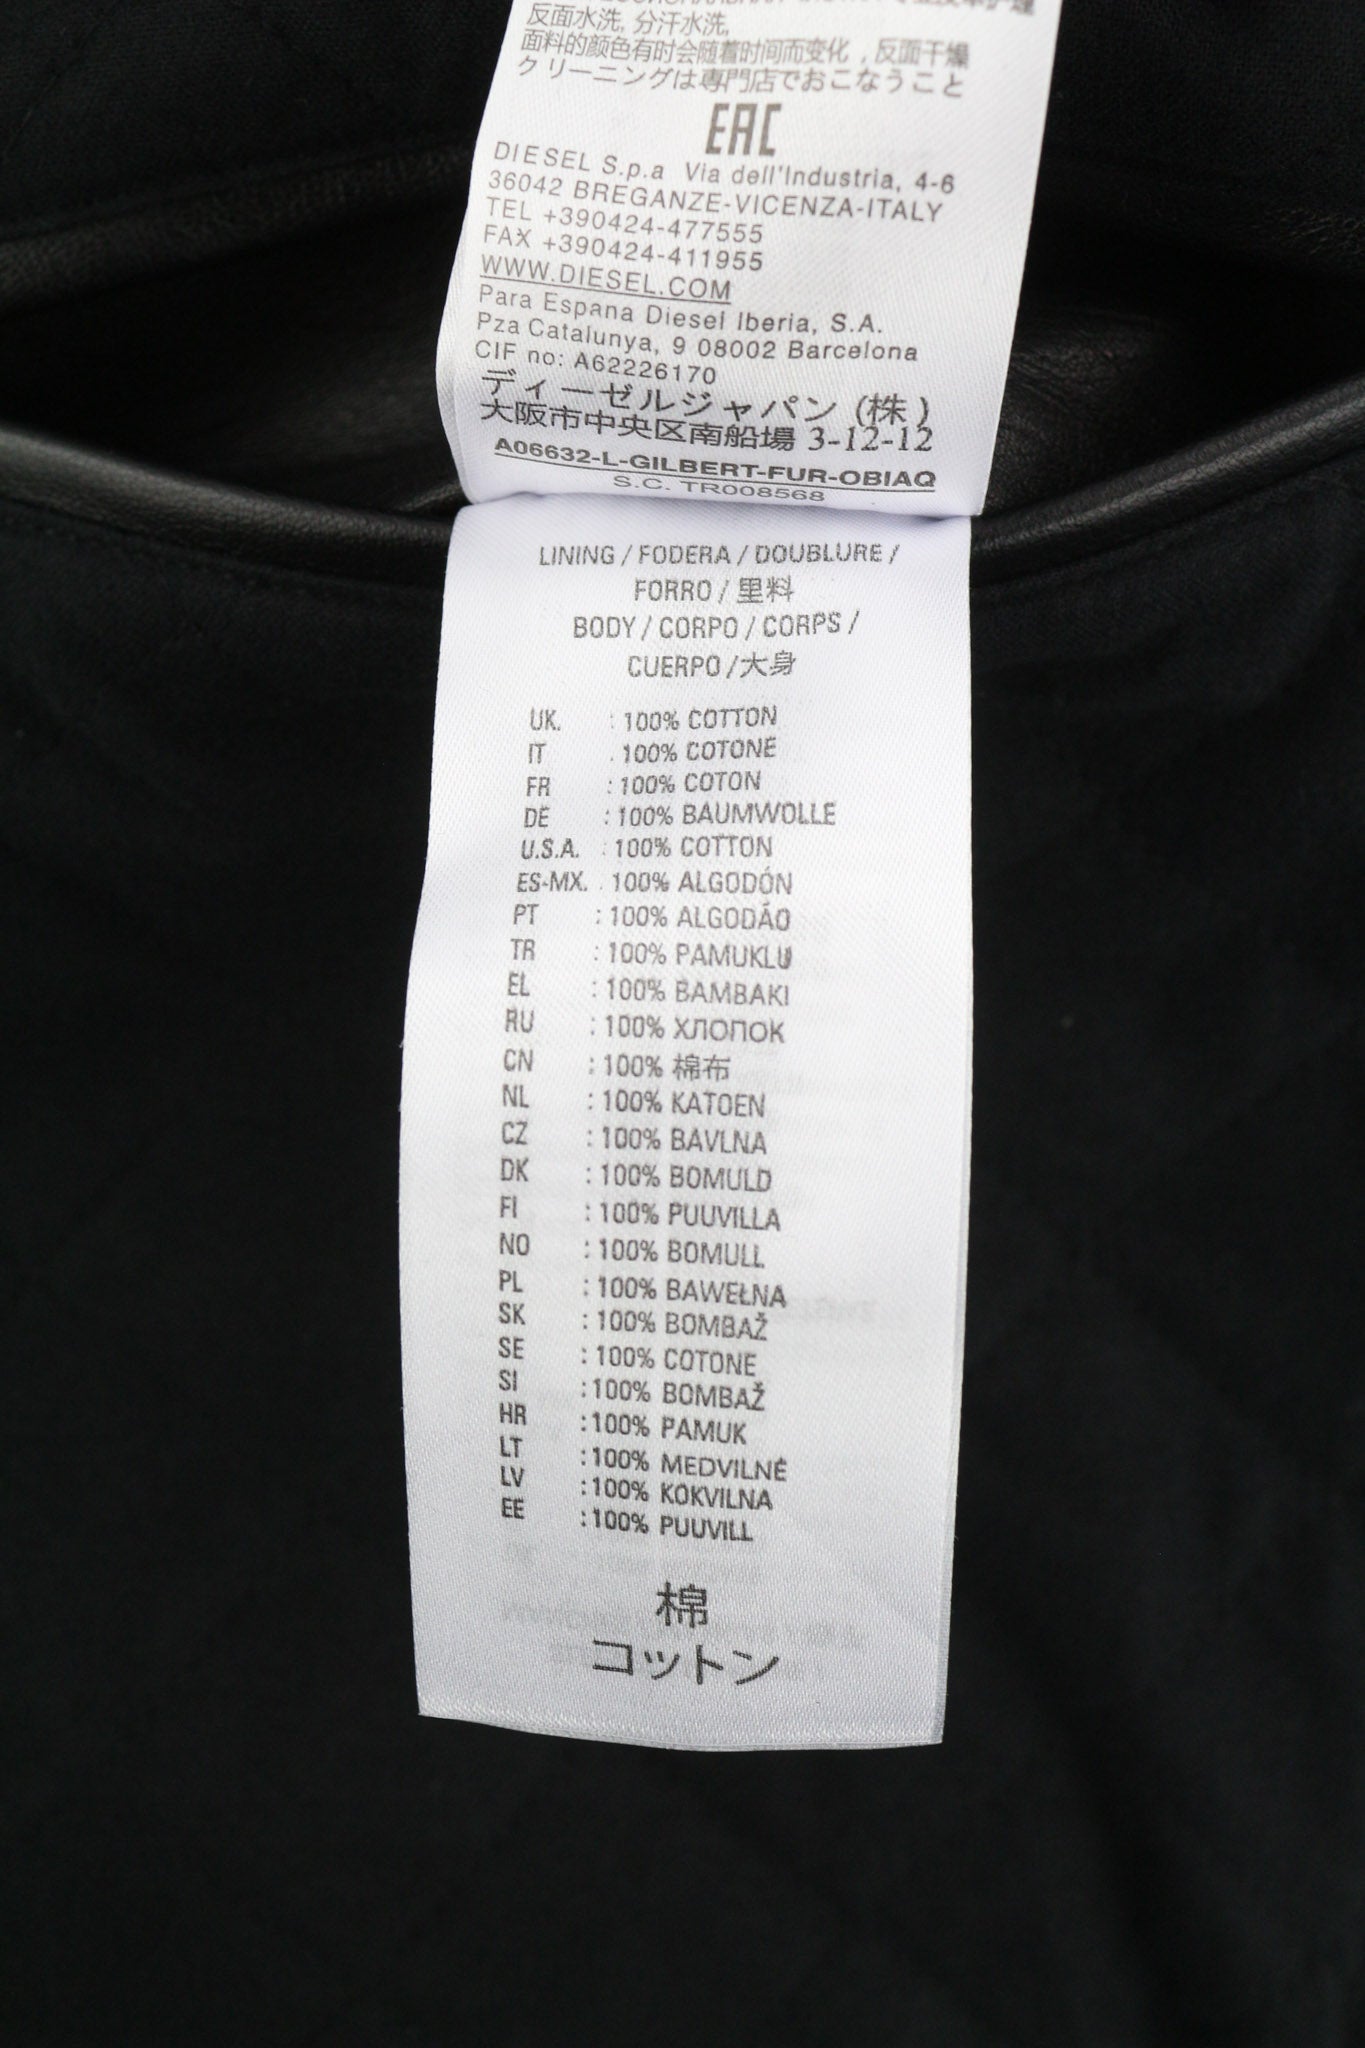 反面水洗, 分汗水洗,
面料的颜色有时会随着时间而变化 , 反面干燥
クリーニングは専門店でおこなうこと
EAC
DIESEL S.p.a Via dell'Industria, 4-6
36042 BREGANZE-VICENZA-ITALY
TEL +390424-477555
FAX +390424-411955
WWW.DIESEL.COM
Para Espana Diesel Iberia, S.A.
Pza Catalunya, 9 08002 Barcelona
CIF no: A62226170
ディーゼルジャパン (株)
大阪市中央区南船場 3-12-12
A06632-L-GILBERT-FUR-OBIAQ
S.C. TR008568
LINING / FODERA / DOUBLURE /
FORRO / 里料
BODY / CORPO / CORPS /
CUERPO /大身
UK. : 100% COTTON
IT . 100% COTONE
FR : 100% COTON
DE : 100% BAUMWOLLE
U.S.A. : 100% COTTON
ES-MX. . 100% ALGODÓN
PT : 100% ALGODÃO
TR : 100% PAMUKLU
EL : 100% BAMBAKI
RU : 100% ХЛОПОК
CN : 100% 棉布
NL : 100% KATOEN
CZ : 100% BAVLNA
DK : 100% BOMULD
FI : 100% PUUVILLA
NO : 100% BOMULL
PL : 100% BAWEŁNA
SK : 100% BOMBAŽ
SE : 100% COTONE
SI : 100% BOMBAŽ
HR : 100% PAMUK
LT : 100% MEDVILNĖ
LV : 100% KOKVILNA
EE : 100% PUUVILL
棉
コットン